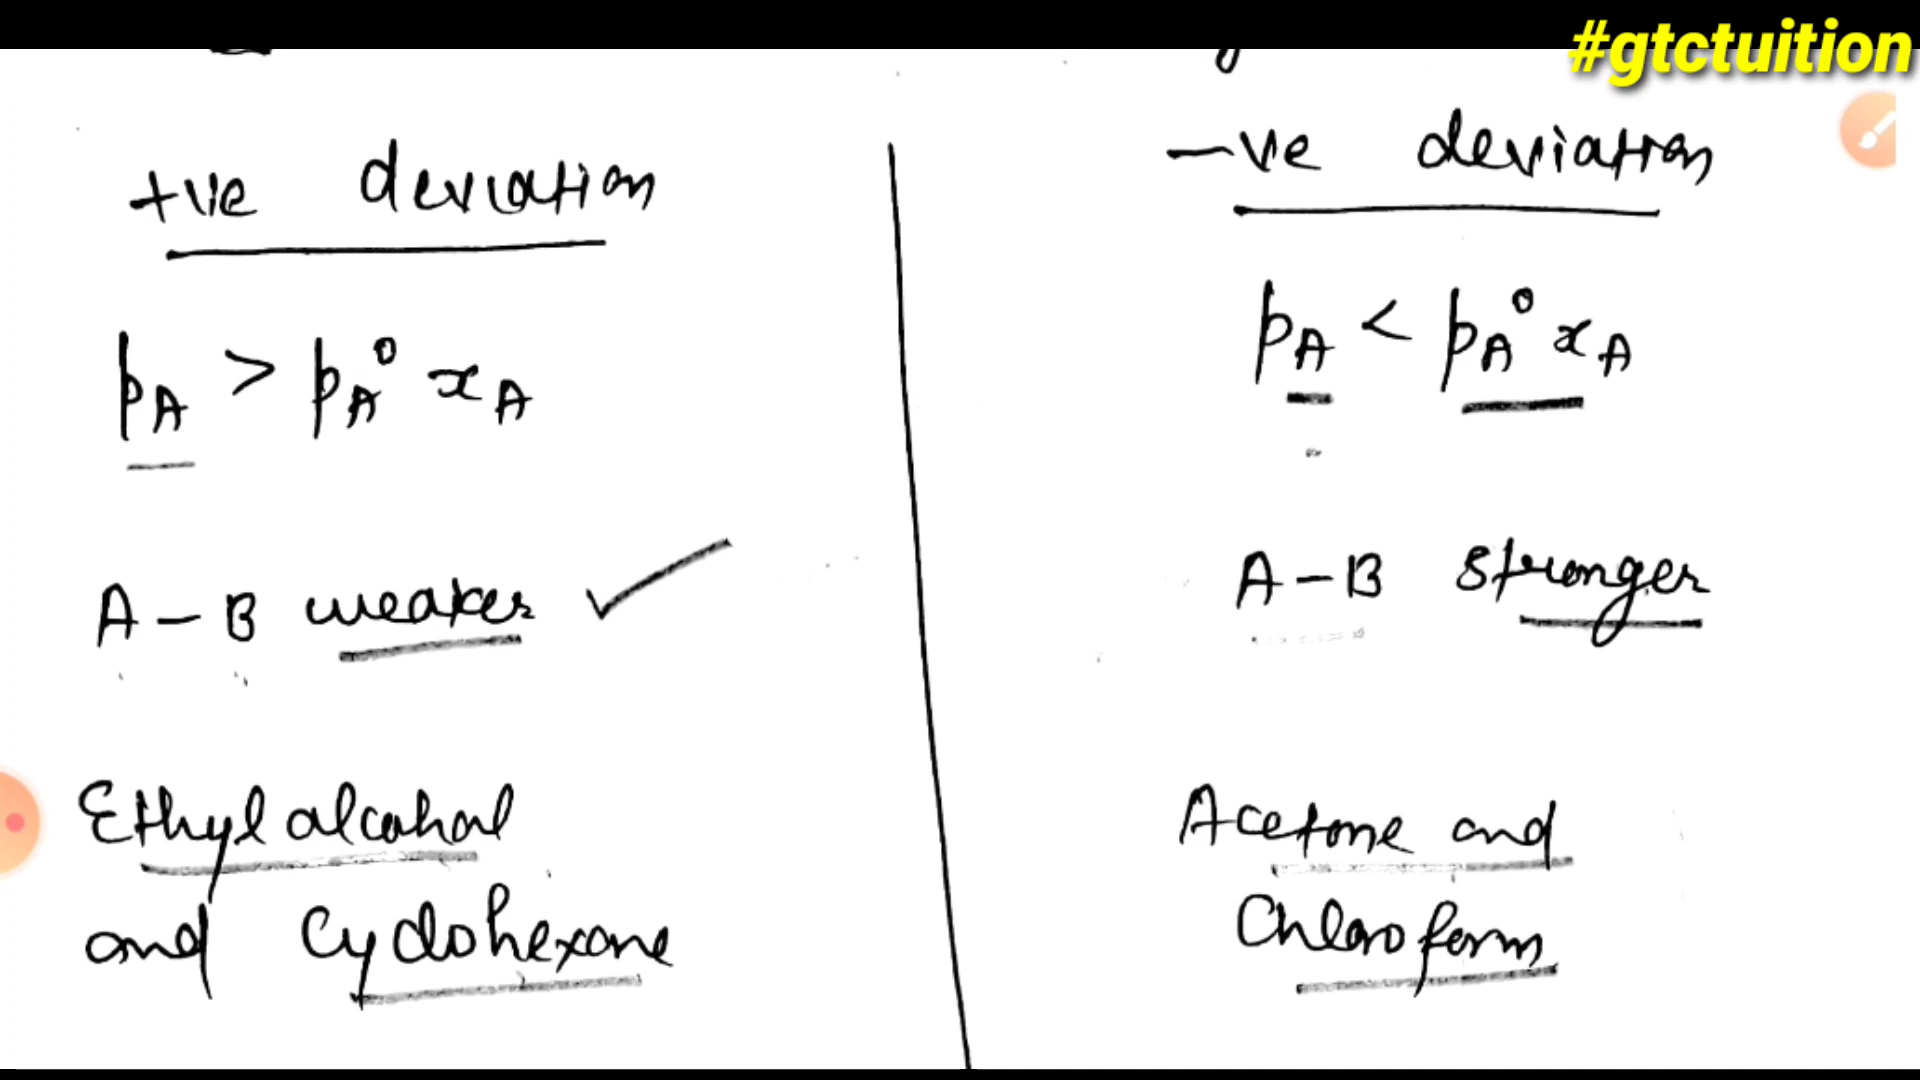 #gtctuition
+ve deviation
pA > pA° xA
A – B weaker ✓
Ethyl alcohol
and Cyclohexane
–ve deviation
pA < pA° xA
A – B stronger
Acetone and
Chloroform